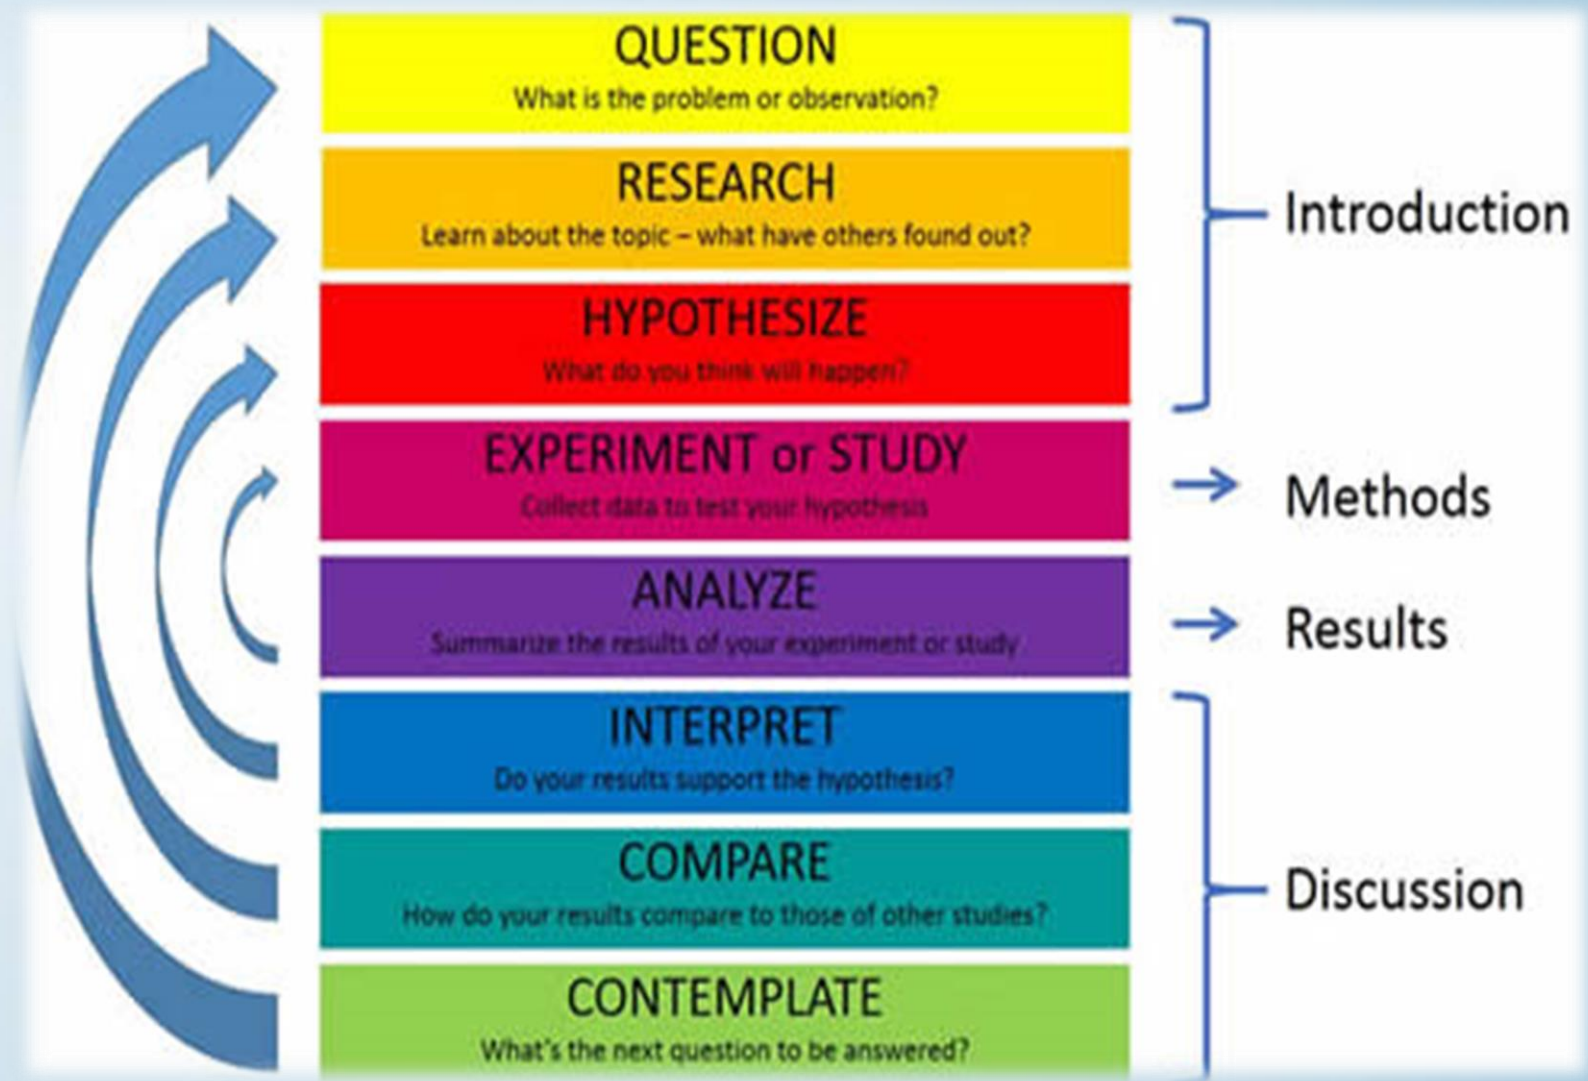 QUESTION
What is the problem or observation?
RESEARCH
Learn about the topic – what have others found out?
HYPOTHESIZE
What do you think will happen?
EXPERIMENT or STUDY
Collect data to test your hypothesis
ANALYZE
Summarize the results of your experiment or study
INTERPRET
Do your results support the hypothesis?
COMPARE
How do your results compare to those of other studies?
CONTEMPLATE
What's the next question to be answered?
Introduction
Methods
Results
Discussion